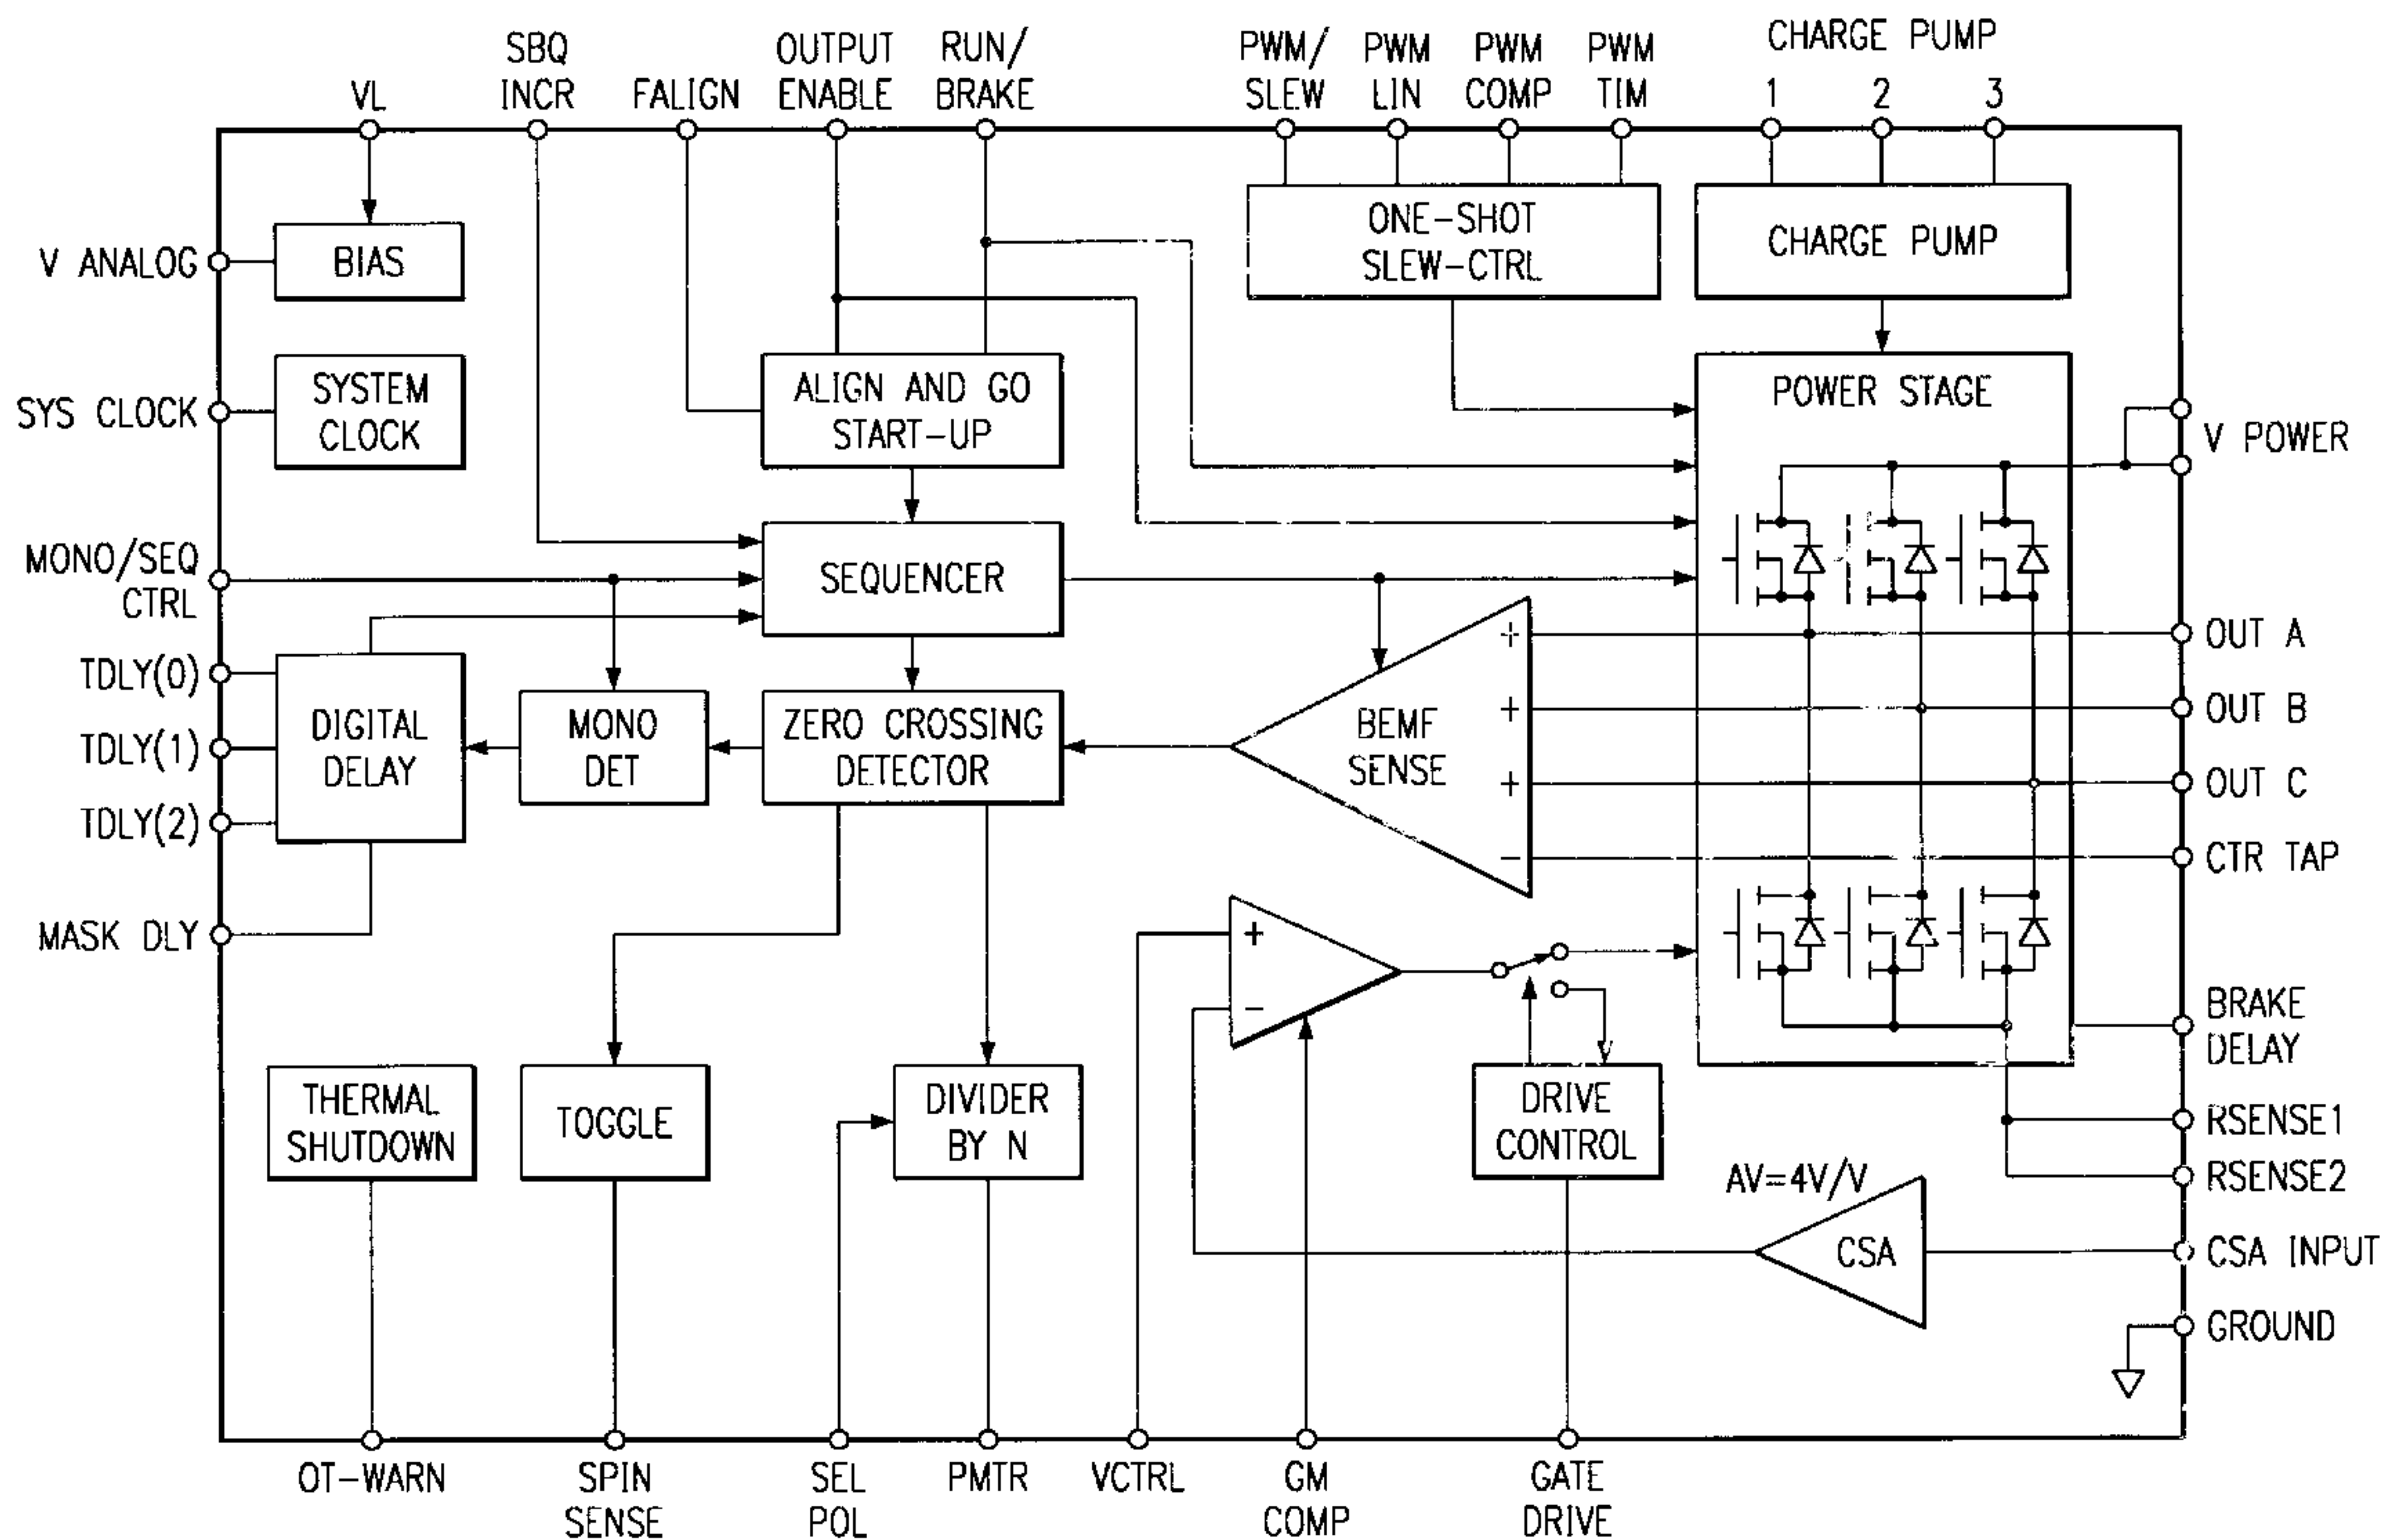 SBQ
INCR
OUTPUT
ENABLE
RUN/
BRAKE
PWM/
SLEW
PWM
LIN
PWM
COMP
PWM
TIM
CHARGE PUMP
1 2 3
VL
FALIGN
V ANALOG
BIAS
ONE-SHOT
SLEW-CTRL
CHARGE PUMP
SYS CLOCK
SYSTEM
CLOCK
ALIGN AND GO
START-UP
POWER STAGE
V POWER
MONO/SEQ
CTRL
SEQUENCER
TDLY(0)
TDLY(1)
TDLY(2)
DIGITAL
DELAY
MONO
DET
ZERO CROSSING
DETECTOR
BEMF
SENSE
+
+
+
−
OUT A
OUT B
OUT C
CTR TAP
MASK DLY
+
−
BRAKE
DELAY
THERMAL
SHUTDOWN
TOGGLE
DIVIDER
BY N
DRIVE
CONTROL
RSENSE1
RSENSE2
AV=4V/V
CSA
CSA INPUT
GROUND
OT-WARN
SPIN
SENSE
SEL
POL
PMTR
VCTRL
GM
COMP
GATE
DRIVE